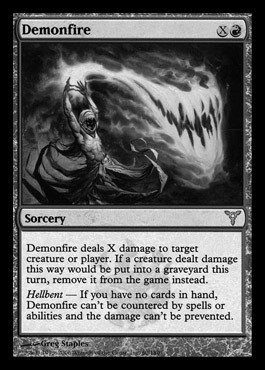 Demonfire X
Sorcery
Demonfire deals X damage to target
creature or player. If a creature dealt damage
this way would be put into a graveyard this
turn, remove it from the game instead.
Hellbent — If you have no cards in hand,
Demonfire can't be countered by spells or
abilities and the damage can't be prevented.
Greg Staples